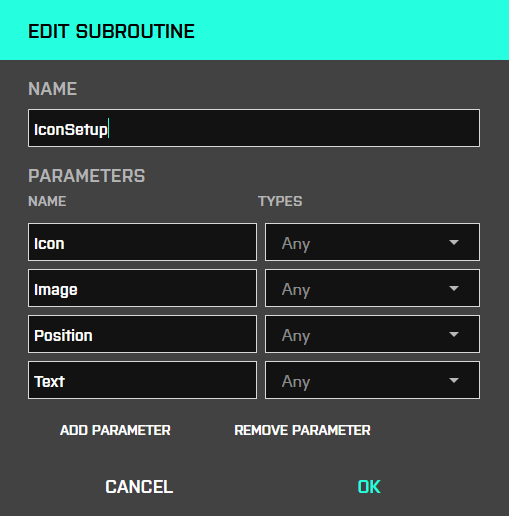 EDIT SUBROUTINE
NAME
IconSetup
PARAMETERS
NAME TYPES
Icon Any
Image Any
Position Any
Text Any
ADD PARAMETER REMOVE PARAMETER
CANCEL OK